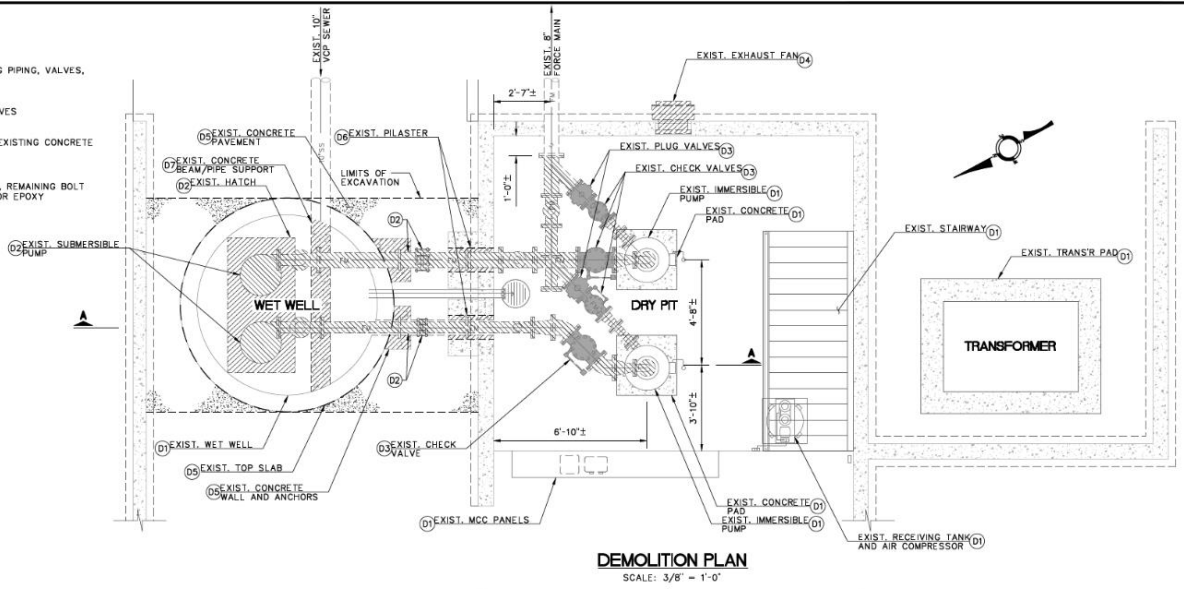 G PIPING, VALVES,
VES
EXISTING CONCRETE
, REMAINING BOLT
OR EPOXY
EXIST. 10"
VCP SEWER
EXIST. 8"
FORCE MAIN
2'-7"±
EXIST. EXHAUST FAN D4
D5 EXIST. CONCRETE
PAVEMENT
D6 EXIST. PILASTER
D7 EXIST. CONCRETE
BEAM/PIPE SUPPORT
D2 EXIST. HATCH
LIMITS OF
EXCAVATION
1'-0"±
EXIST. PLUG VALVES D3
EXIST. CHECK VALVES D3
EXIST. IMMERSIBLE D1
PUMP
EXIST. CONCRETE D1
PAD
D2
D2 EXIST. SUBMERSIBLE
PUMP
EXIST. STAIRWAY D1
EXIST. TRANS'R PAD D1
WET WELL
DRY PIT
4'-8"±
A
TRANSFORMER
A
D2
3'-10"±
6'-10"±
D1 EXIST. WET WELL
D3 EXIST. CHECK
VALVE
D5 EXIST. TOP SLAB
D5 EXIST. CONCRETE
WALL AND ANCHORS
D1 EXIST. MCC PANELS
EXIST. CONCRETE D1
PAD
EXIST. IMMERSIBLE D1
PUMP
EXIST. RECEIVING TANK
AND AIR COMPRESSOR D1
DEMOLITION PLAN
SCALE: 3/8" = 1'-0"